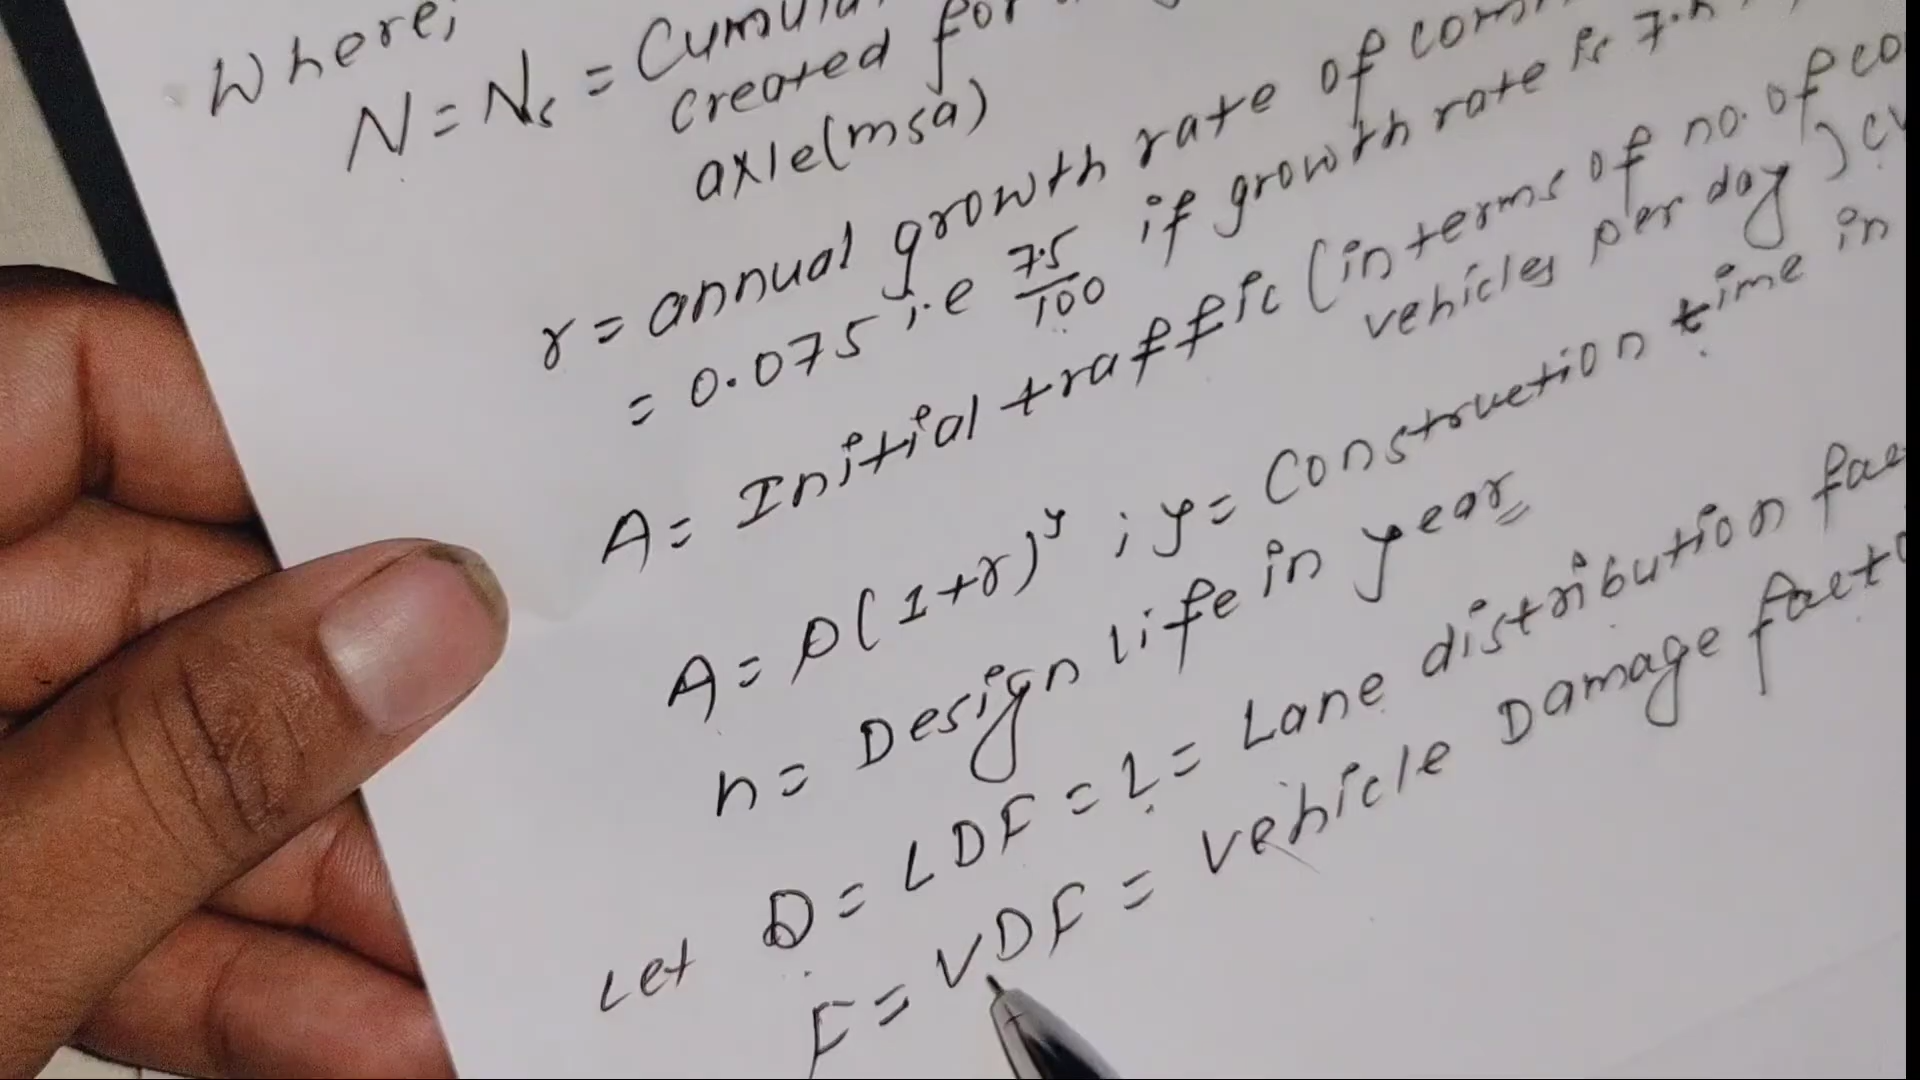 Where;
N = Ns =
created for
axle(msa)
r = annual growth rate of
= 0.075 i.e 7.5/100 if growth rate is
A = Initial traffic (in terms of no. of
vehicles per day)
A = P(1+r)^y ; y = Construction time in
n = Design life in year
Let D = LDF = L = Lane distribution
F = VDF = vehicle Damage